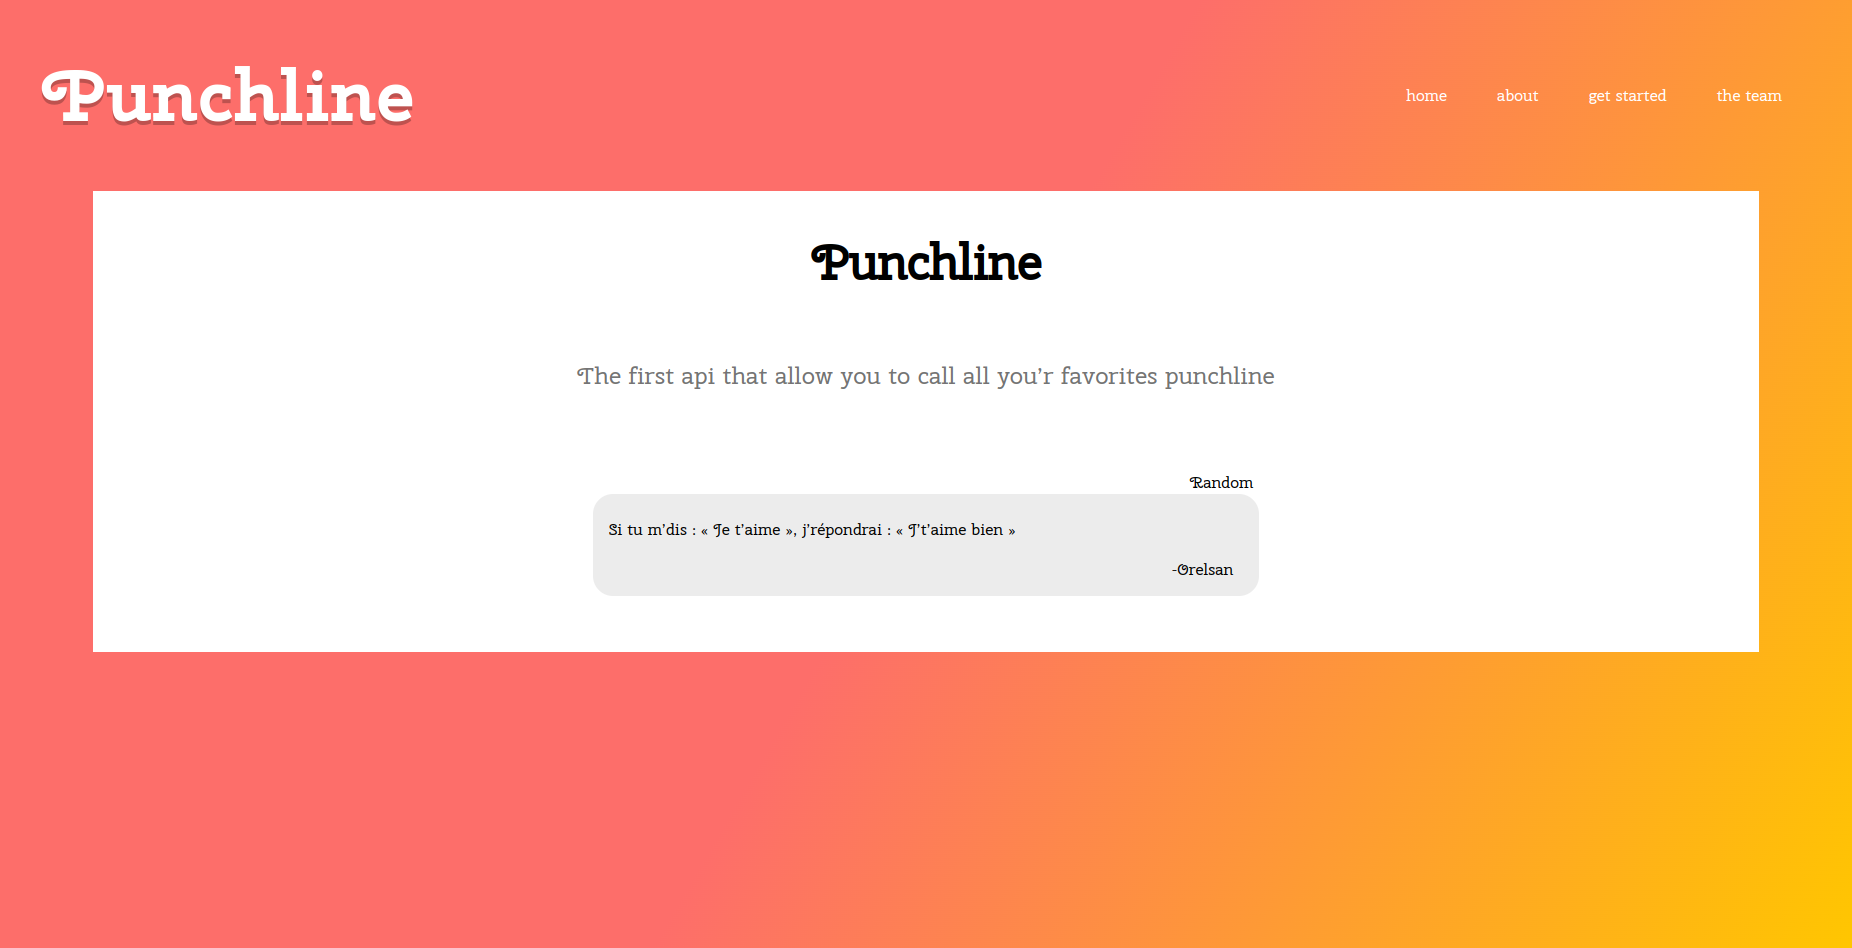 Punchline
home about get started the team
Punchline
The first api that allow you to call all you'r favorites punchline
Random
Si tu m'dis : « Je t'aime », j'répondrai : « J't'aime bien »
-Orelsan